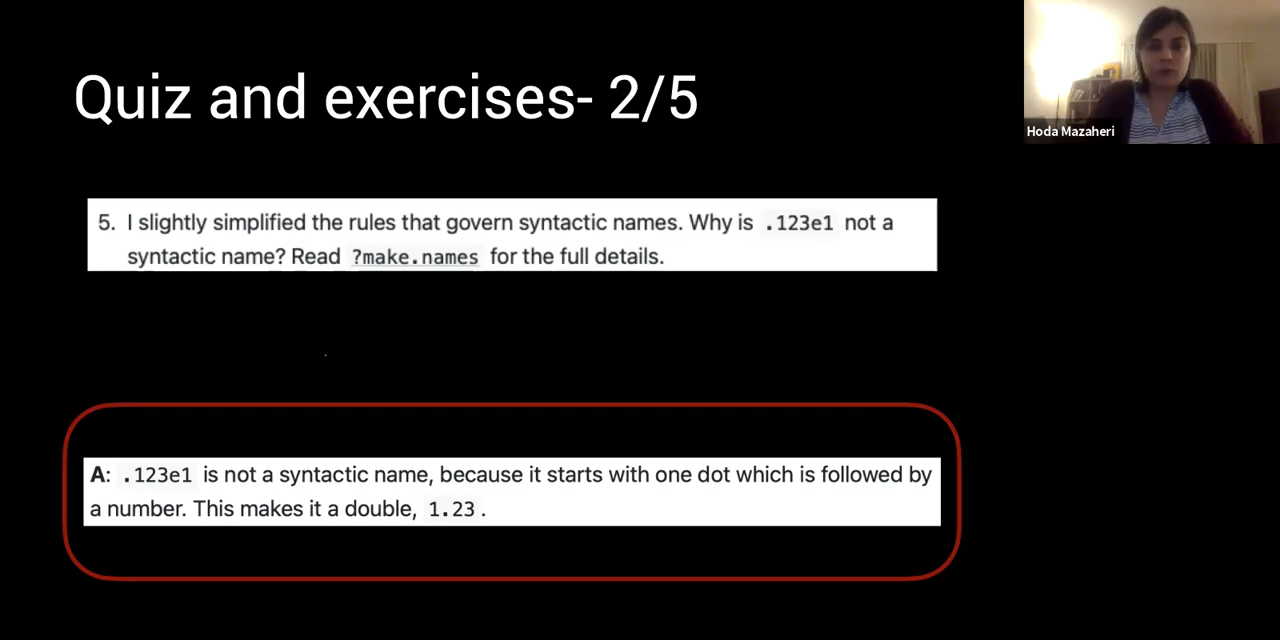 Quiz and exercises- 2/5
Hoda Mazaheri
5. I slightly simplified the rules that govern syntactic names. Why is .123e1 not a
syntactic name? Read ?make.names for the full details.
A: .123e1 is not a syntactic name, because it starts with one dot which is followed by
a number. This makes it a double, 1.23 .